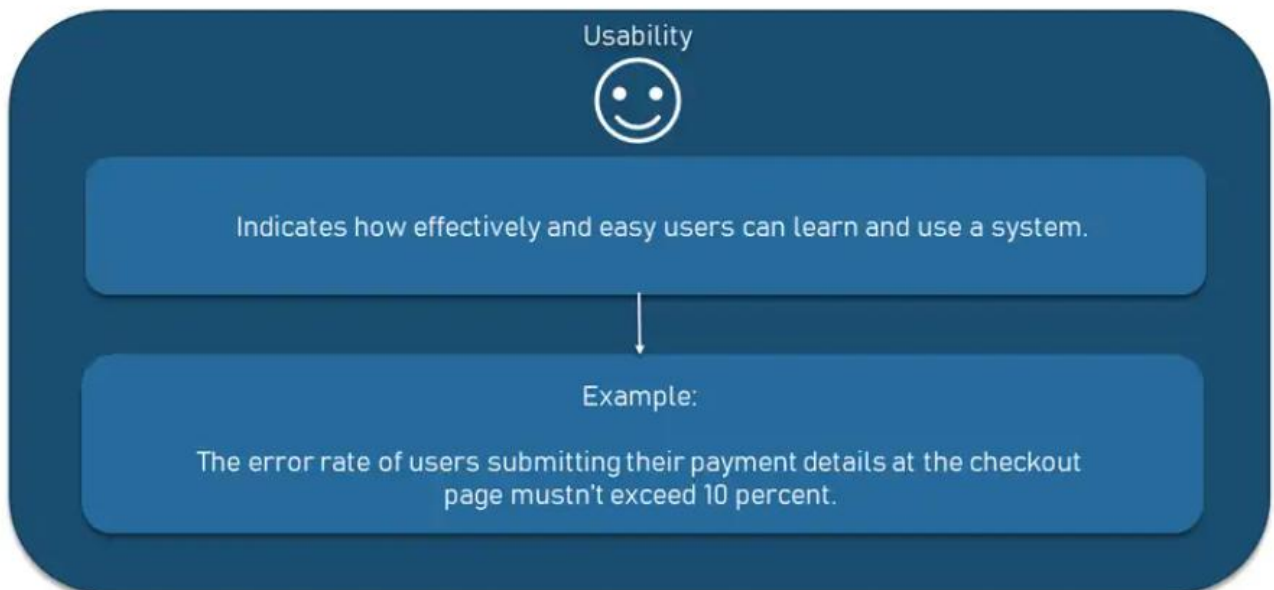 Usability
Indicates how effectively and easy users can learn and use a system.
Example:
The error rate of users submitting their payment details at the checkout
page mustn't exceed 10 percent.